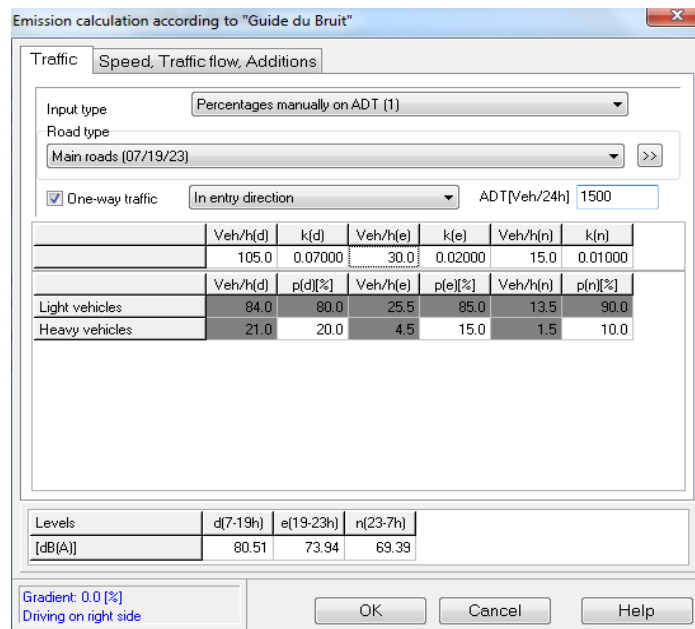 Emission calculation according to "Guide du Bruit"
Traffic Speed, Traffic flow, Additions
Input type Percentages manually on ADT (1)
Road type
Main roads (07/19/23) >>
One-way traffic In entry direction ADT[Veh/24h] 1500
Veh/h(d) k(d) Veh/h(e) k(e) Veh/h(n) k(n)
105.0 0.07000 30.0 0.02000 15.0 0.01000
Veh/h(d) p(d)[%] Veh/h(e) p(e)[%] Veh/h(n) p(n)[%]
Light vehicles 84.0 80.0 25.5 85.0 13.5 90.0
Heavy vehicles 21.0 20.0 4.5 15.0 1.5 10.0
Levels d(7-19h) e(19-23h) n(23-7h)
[dB(A)] 80.51 73.94 69.39
Gradient: 0.0 [%]
Driving on right side
OK Cancel Help